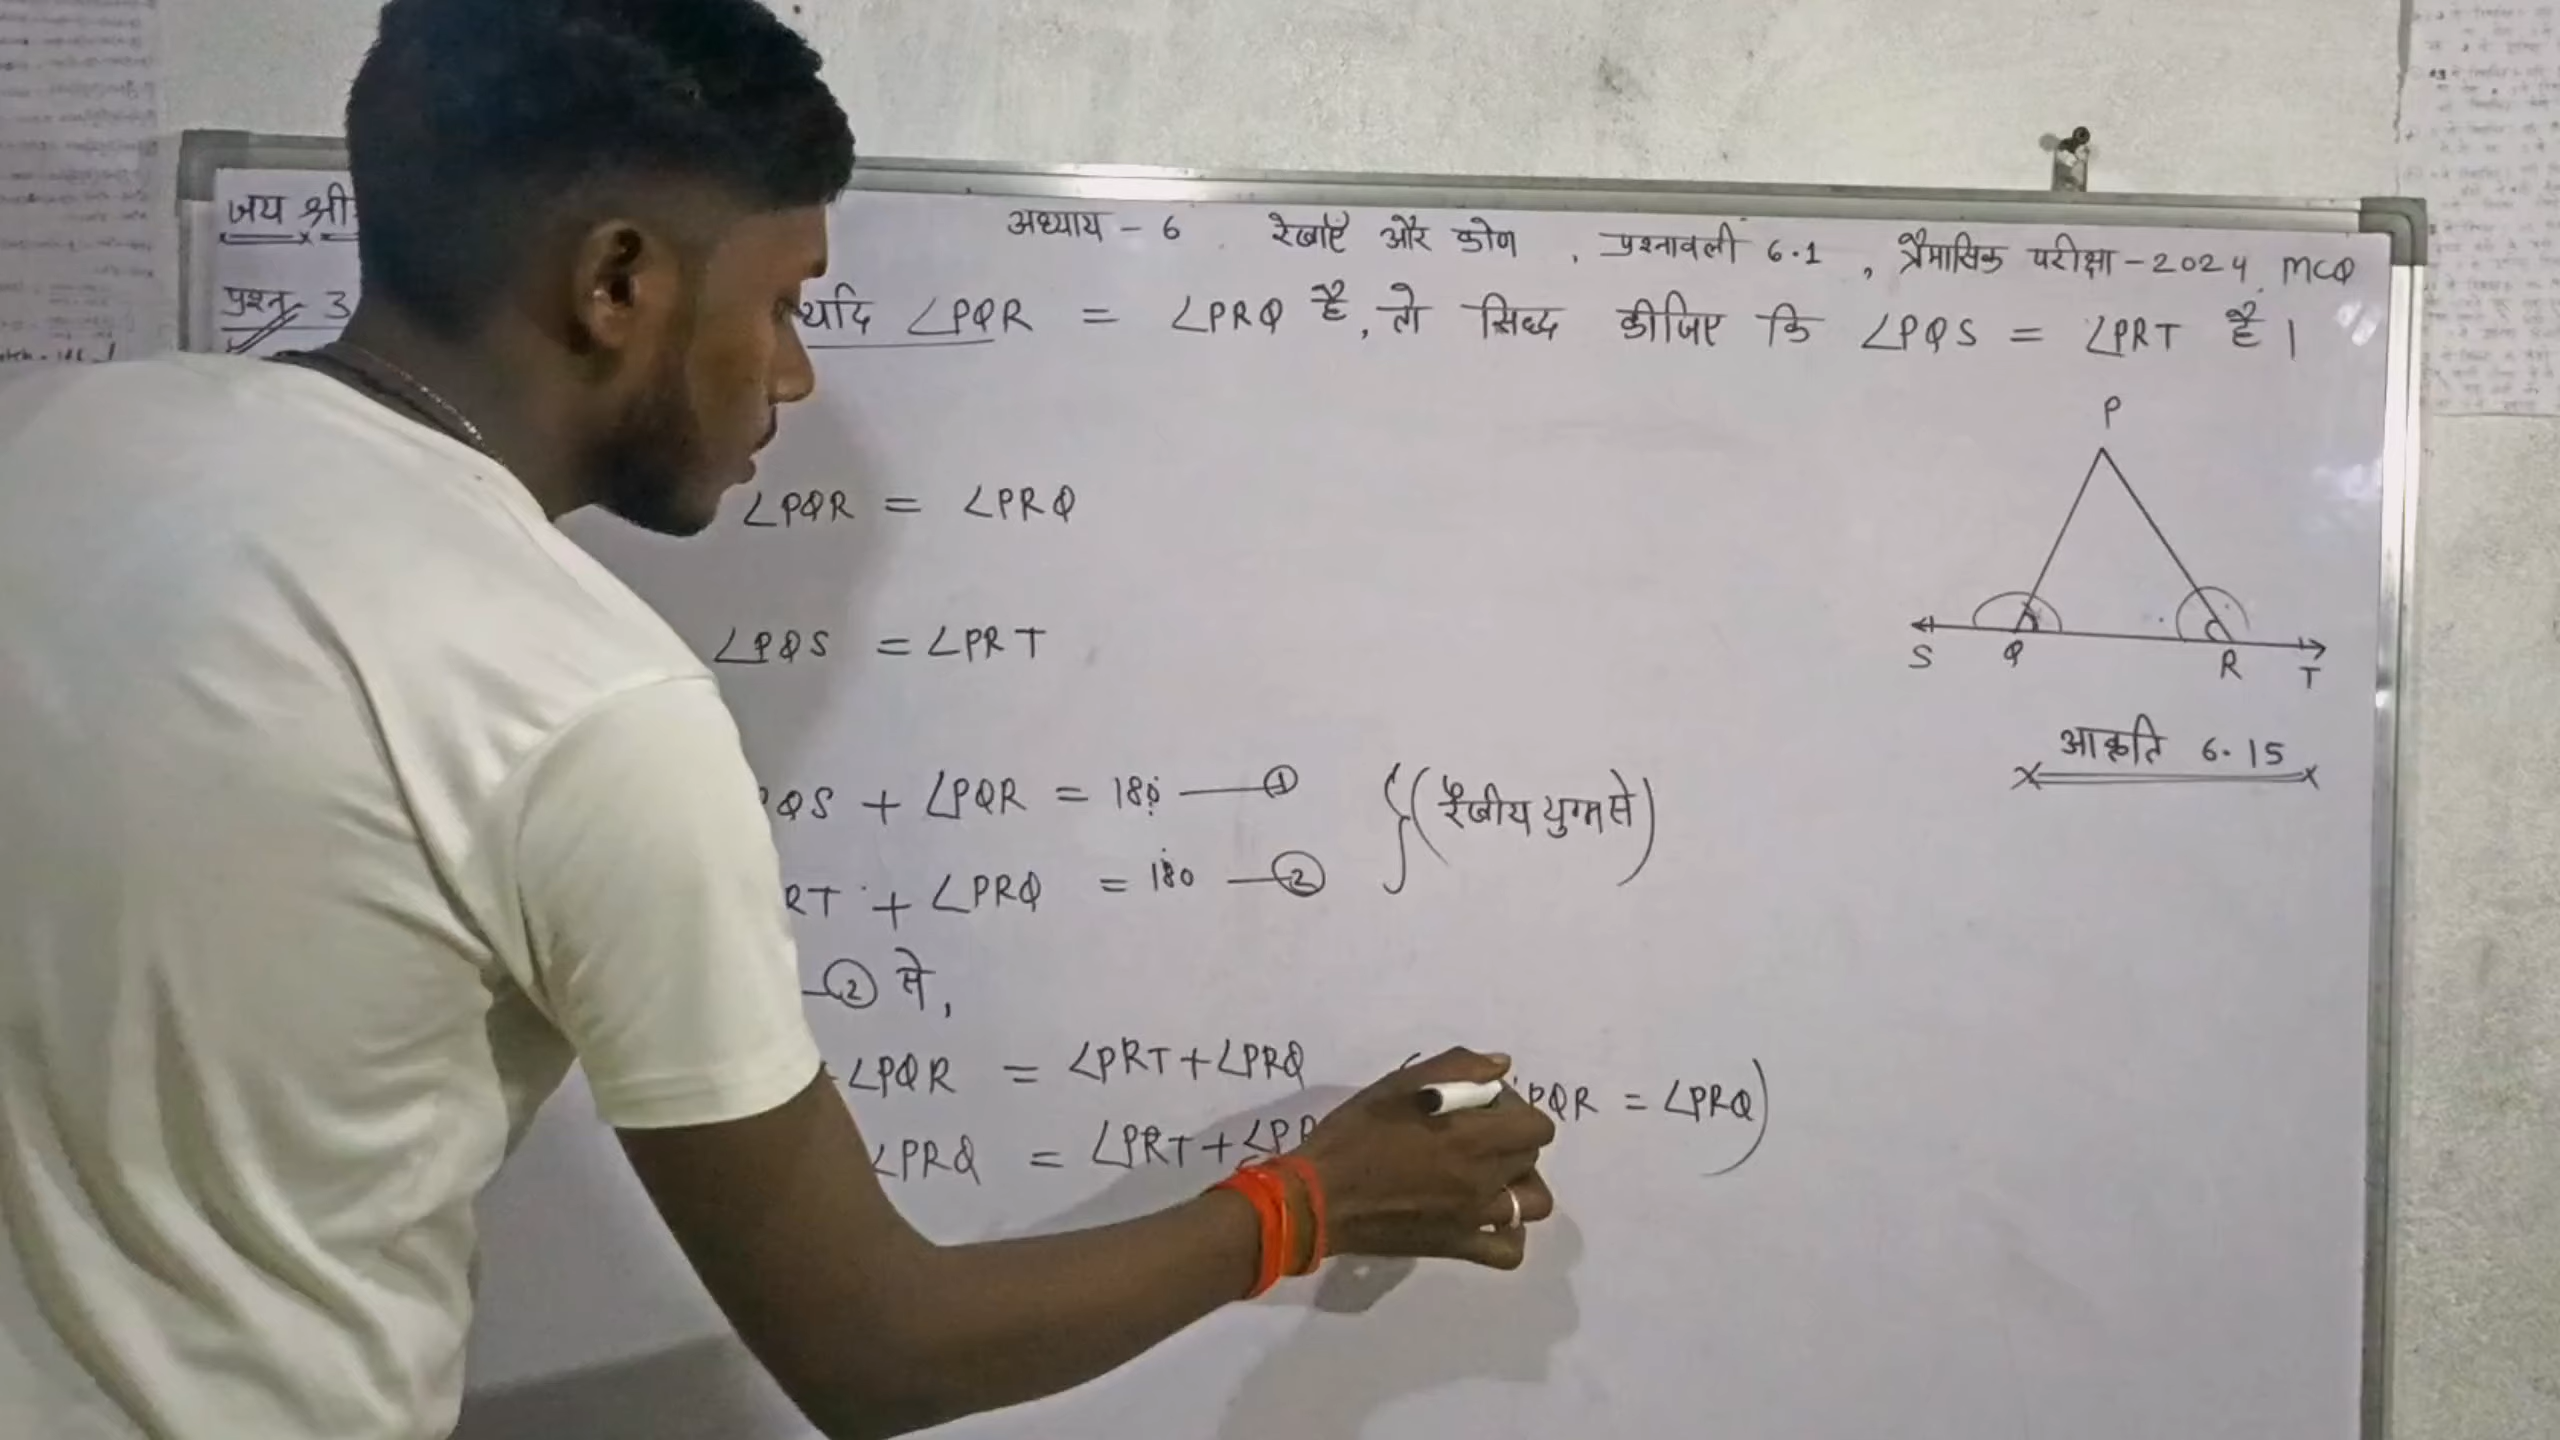 जय श्री
अध्याय - 6 रेखाएँ और कोण , प्रश्नावली 6.1 , त्रैमासिक परीक्षा - 2024 MCQ
प्रश्न 3 यदि ∠PQR = ∠PRQ है, तो सिध्द कीजिए कि ∠PQS = ∠PRT है।
P
∠PQR = ∠PRQ
∠PQS = ∠PRT
S Q R T
आकृति 6.15
QS + ∠PQR = 180° — ① } (रैखीय युग्म से)
RT + ∠PRQ = 180 — ②
② से,
∠PQR = ∠PRT + ∠PRQ (PQR = ∠PRQ)
∠PRQ = ∠PRT + ∠PR